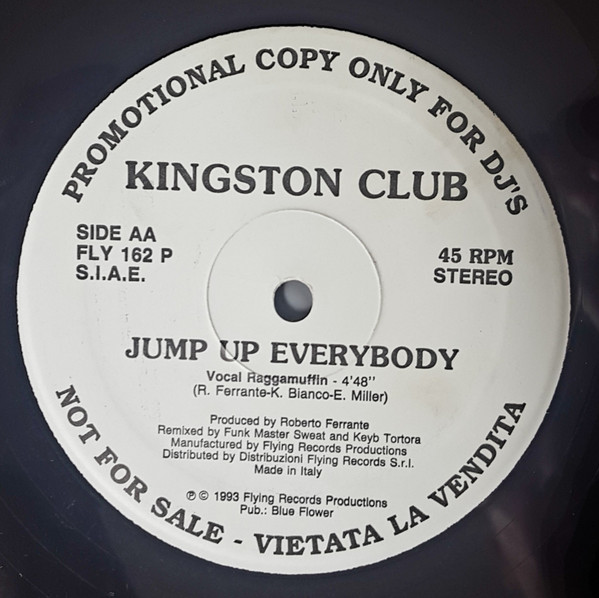 PROMOTIONAL COPY ONLY FOR DJ'S
KINGSTON CLUB
SIDE AA
FLY 162 P
S.I.A.E.
45 RPM
STEREO
JUMP UP EVERYBODY
Vocal Raggamuffin - 4'48''
(R. Ferrante-K. Bianco-E. Miller)
Produced by Roberto Ferrante
Remixed by Funk Master Sweat and Keyb Tortora
Manufactured by Flying Records Productions
Distributed by Distribuzioni Flying Records S.r.l.
Made in Italy
℗ © 1993 Flying Records Productions
Pub.: Blue Flower
NOT FOR SALE - VIETATA LA VENDITA